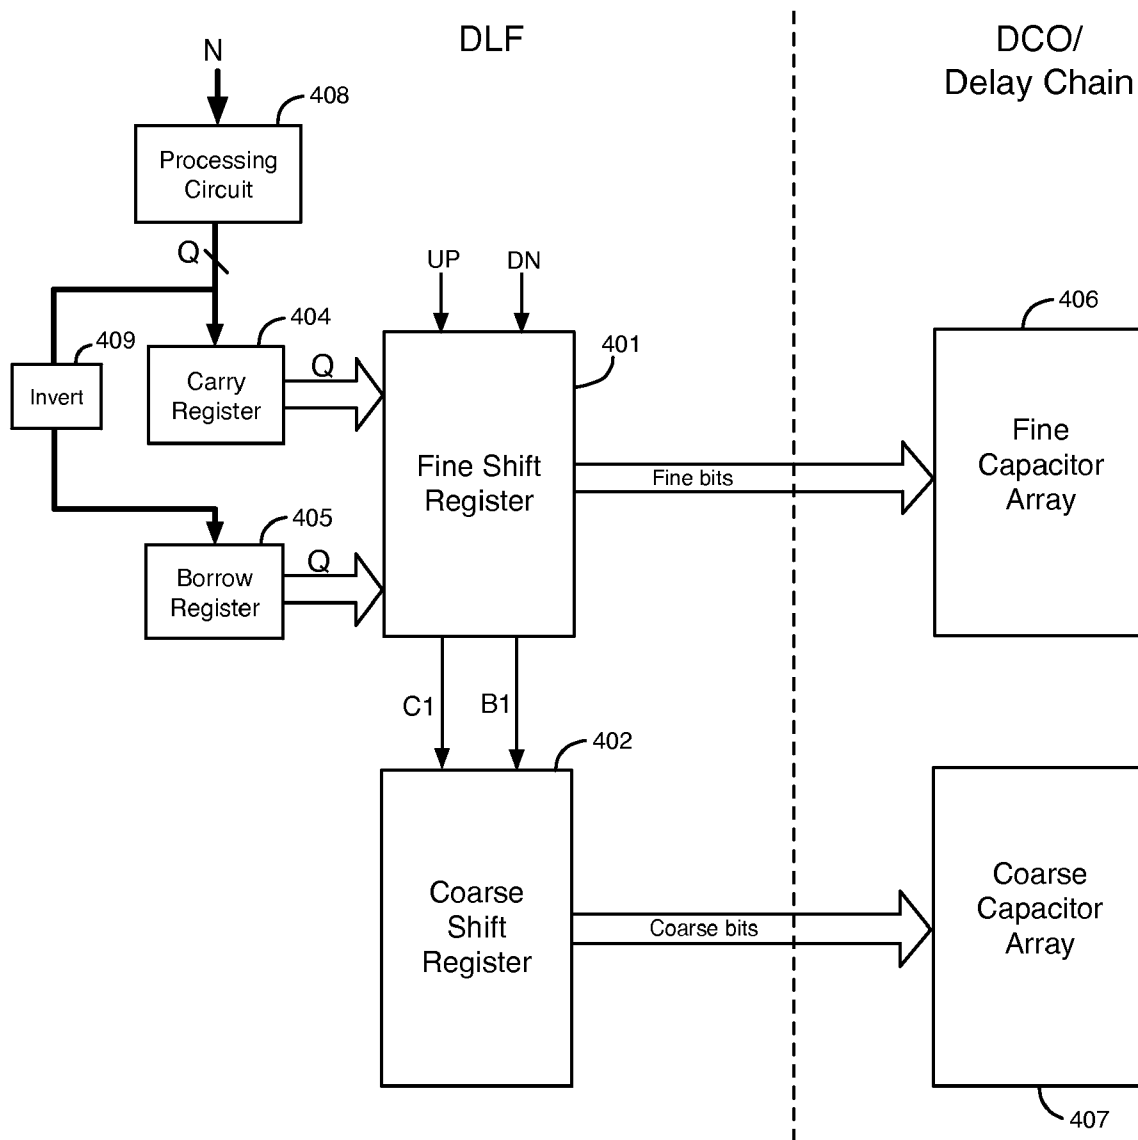 DLF
DCO/
Delay Chain
N
408
Processing
Circuit
Q
UP
DN
404
409
Carry
Register
Q
Invert
401
Fine Shift
Register
Fine bits
406
Fine
Capacitor
Array
405
Borrow
Register
Q
C1
B1
402
Coarse
Shift
Register
Coarse bits
Coarse
Capacitor
Array
407